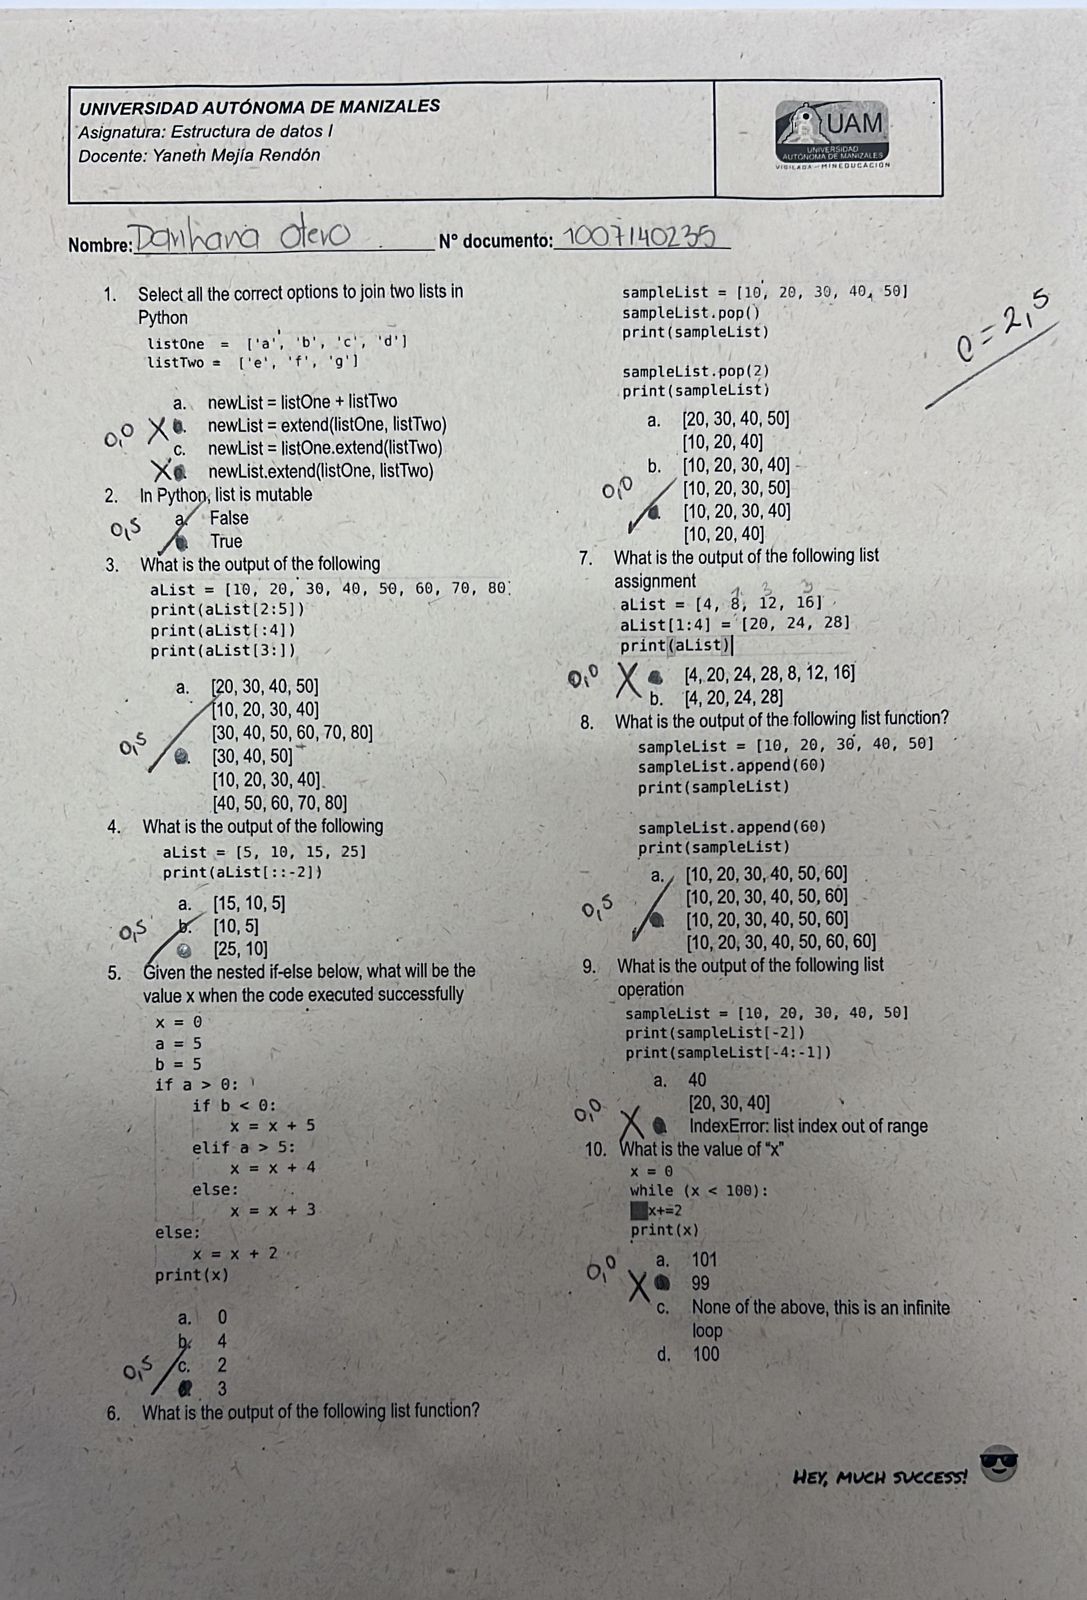 UNIVERSIDAD AUTÓNOMA DE MANIZALES
Asignatura: Estructura de datos I
Docente: Yaneth Mejía Rendón
UAM
UNIVERSIDAD
AUTÓNOMA DE MANIZALES
VIGILADA - MINEDUCACIÓN
Nombre: Danhana Otero N° documento: 1007140235
1. Select all the correct options to join two lists in
Python
listOne = ['a', 'b', 'c', 'd']
listTwo = ['e', 'f', 'g']
a. newList = listOne + listTwo
0,0 X newList = extend(listOne, listTwo)
c. newList = listOne.extend(listTwo)
X newList.extend(listOne, listTwo)
2. In Python, list is mutable
0,5 a. False
True
3. What is the output of the following
aList = [10, 20, 30, 40, 50, 60, 70, 80]
print(aList[2:5])
print(aList[:4])
print(aList[3:])
a. [20, 30, 40, 50]
[10, 20, 30, 40]
[30, 40, 50, 60, 70, 80]
0,5 [30, 40, 50]
[10, 20, 30, 40]
[40, 50, 60, 70, 80]
4. What is the output of the following
aList = [5, 10, 15, 25]
print(aList[::-2])
a. [15, 10, 5]
0,5 b. [10, 5]
[25, 10]
5. Given the nested if-else below, what will be the
value x when the code executed successfully
x = 0
a = 5
b = 5
if a > 0:
if b < 0:
x = x + 5
elif a > 5:
x = x + 4
else:
x = x + 3
else:
x = x + 2
print(x)
a. 0
b. 4
0,5 c. 2
3
6. What is the output of the following list function?
sampleList = [10, 20, 30, 40, 50]
sampleList.pop()
print(sampleList)
sampleList.pop(2)
print(sampleList)
a. [20, 30, 40, 50]
[10, 20, 40]
b. [10, 20, 30, 40]
0,0 [10, 20, 30, 50]
[10, 20, 30, 40]
[10, 20, 40]
7. What is the output of the following list
assignment
aList = [4, 8, 12, 16]
aList[1:4] = [20, 24, 28]
print(aList)
0,0 X [4, 20, 24, 28, 8, 12, 16]
b. [4, 20, 24, 28]
8. What is the output of the following list function?
sampleList = [10, 20, 30, 40, 50]
sampleList.append(60)
print(sampleList)
sampleList.append(60)
print(sampleList)
a. [10, 20, 30, 40, 50, 60]
[10, 20, 30, 40, 50, 60]
0,5 [10, 20, 30, 40, 50, 60]
[10, 20, 30, 40, 50, 60, 60]
9. What is the output of the following list
operation
sampleList = [10, 20, 30, 40, 50]
print(sampleList[-2])
print(sampleList[-4:-1])
a. 40
[20, 30, 40]
0,0 X IndexError: list index out of range
10. What is the value of "x"
x = 0
while (x < 100):
x+=2
print(x)
a. 101
0,0 X 99
c. None of the above, this is an infinite
loop
d. 100
C = 2,5
HEY, MUCH SUCCESS!